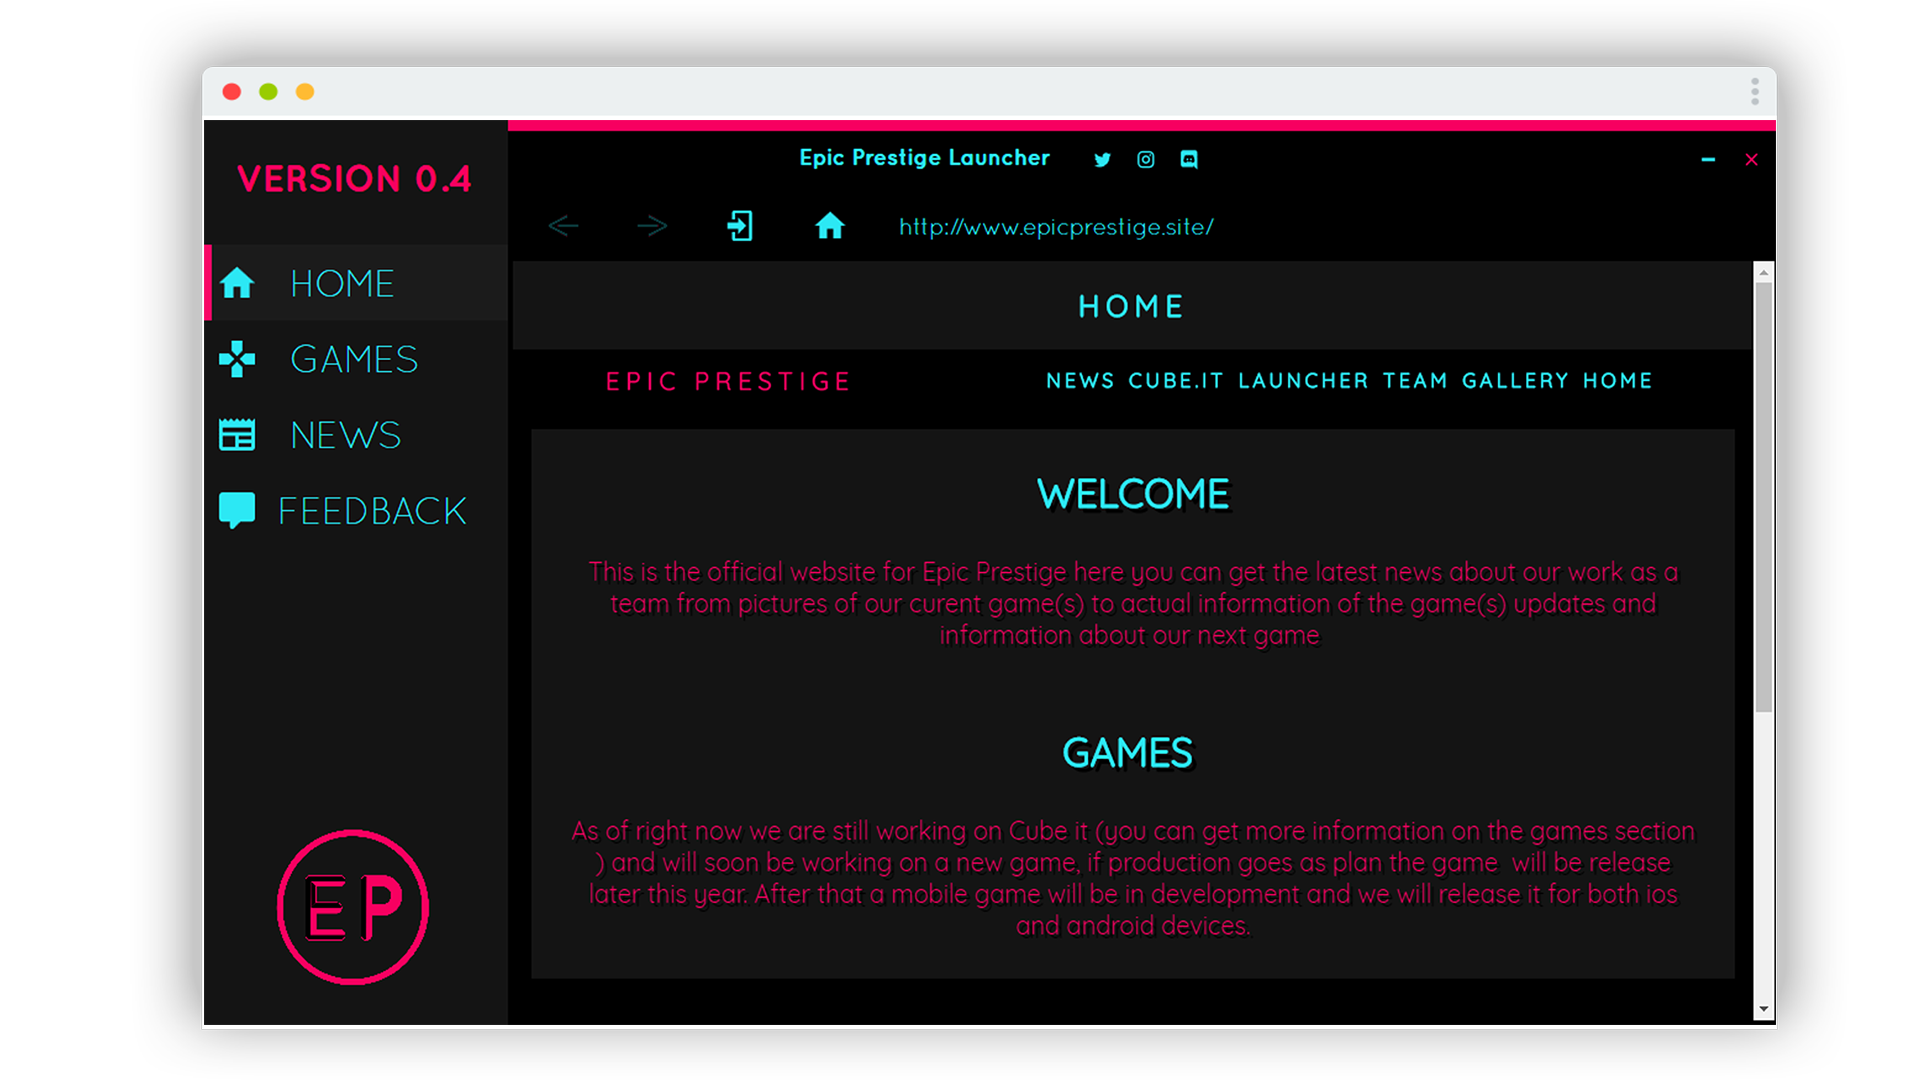 VERSION 0.4
HOME
GAMES
NEWS
FEEDBACK
EP
Epic Prestige Launcher
http://www.epicprestige.site/
HOME
EPIC PRESTIGE
NEWS CUBE.IT LAUNCHER TEAM GALLERY HOME
WELCOME
This is the official website for Epic Prestige here you can get the latest news about our work as a
team from pictures of our curent game(s) to actual information of the game(s) updates and
information about our next game
GAMES
As of right now we are still working on Cube it (you can get more information on the games section
) and will soon be working on a new game, if production goes as plan the game will be release
later this year. After that a mobile game will be in development and we will release it for both ios
and android devices.